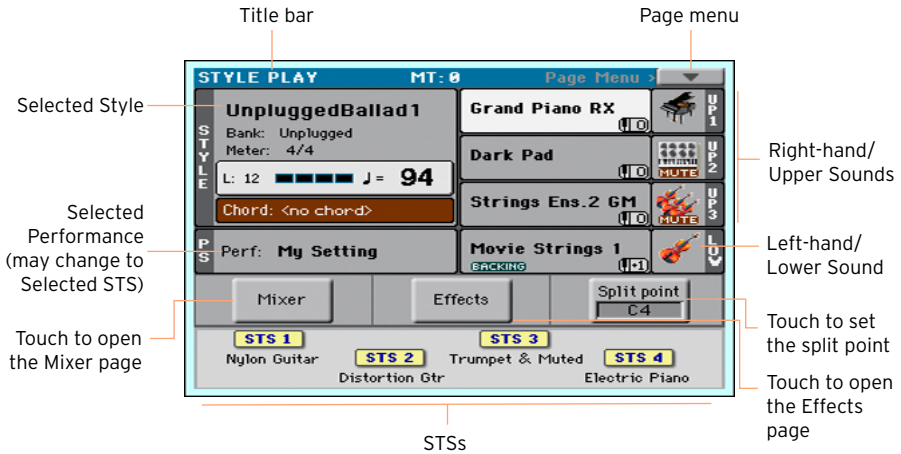 Title bar
Page menu
STYLE PLAY MT: 0 Page Menu >
Selected Style
STYLE
UnpluggedBallad1
Bank: Unplugged
Meter: 4/4
L: 12 ♩= 94
Chord: <no chord>
Grand Piano RX
0
UP1
Dark Pad
0
MUTE
UP2
Strings Ens.2 GM
0
MUTE
UP3
Right-hand/
Upper Sounds
Selected
Performance
(may change to
Selected STS)
PS
Perf: My Setting
Movie Strings 1
BACKING
+1
LOW
Left-hand/
Lower Sound
Mixer
Effects
Split point
C4
Touch to open
the Mixer page
Touch to set
the split point
STS 1
Nylon Guitar
STS 2
Distortion Gtr
STS 3
Trumpet & Muted
STS 4
Electric Piano
Touch to open
the Effects
page
STSs